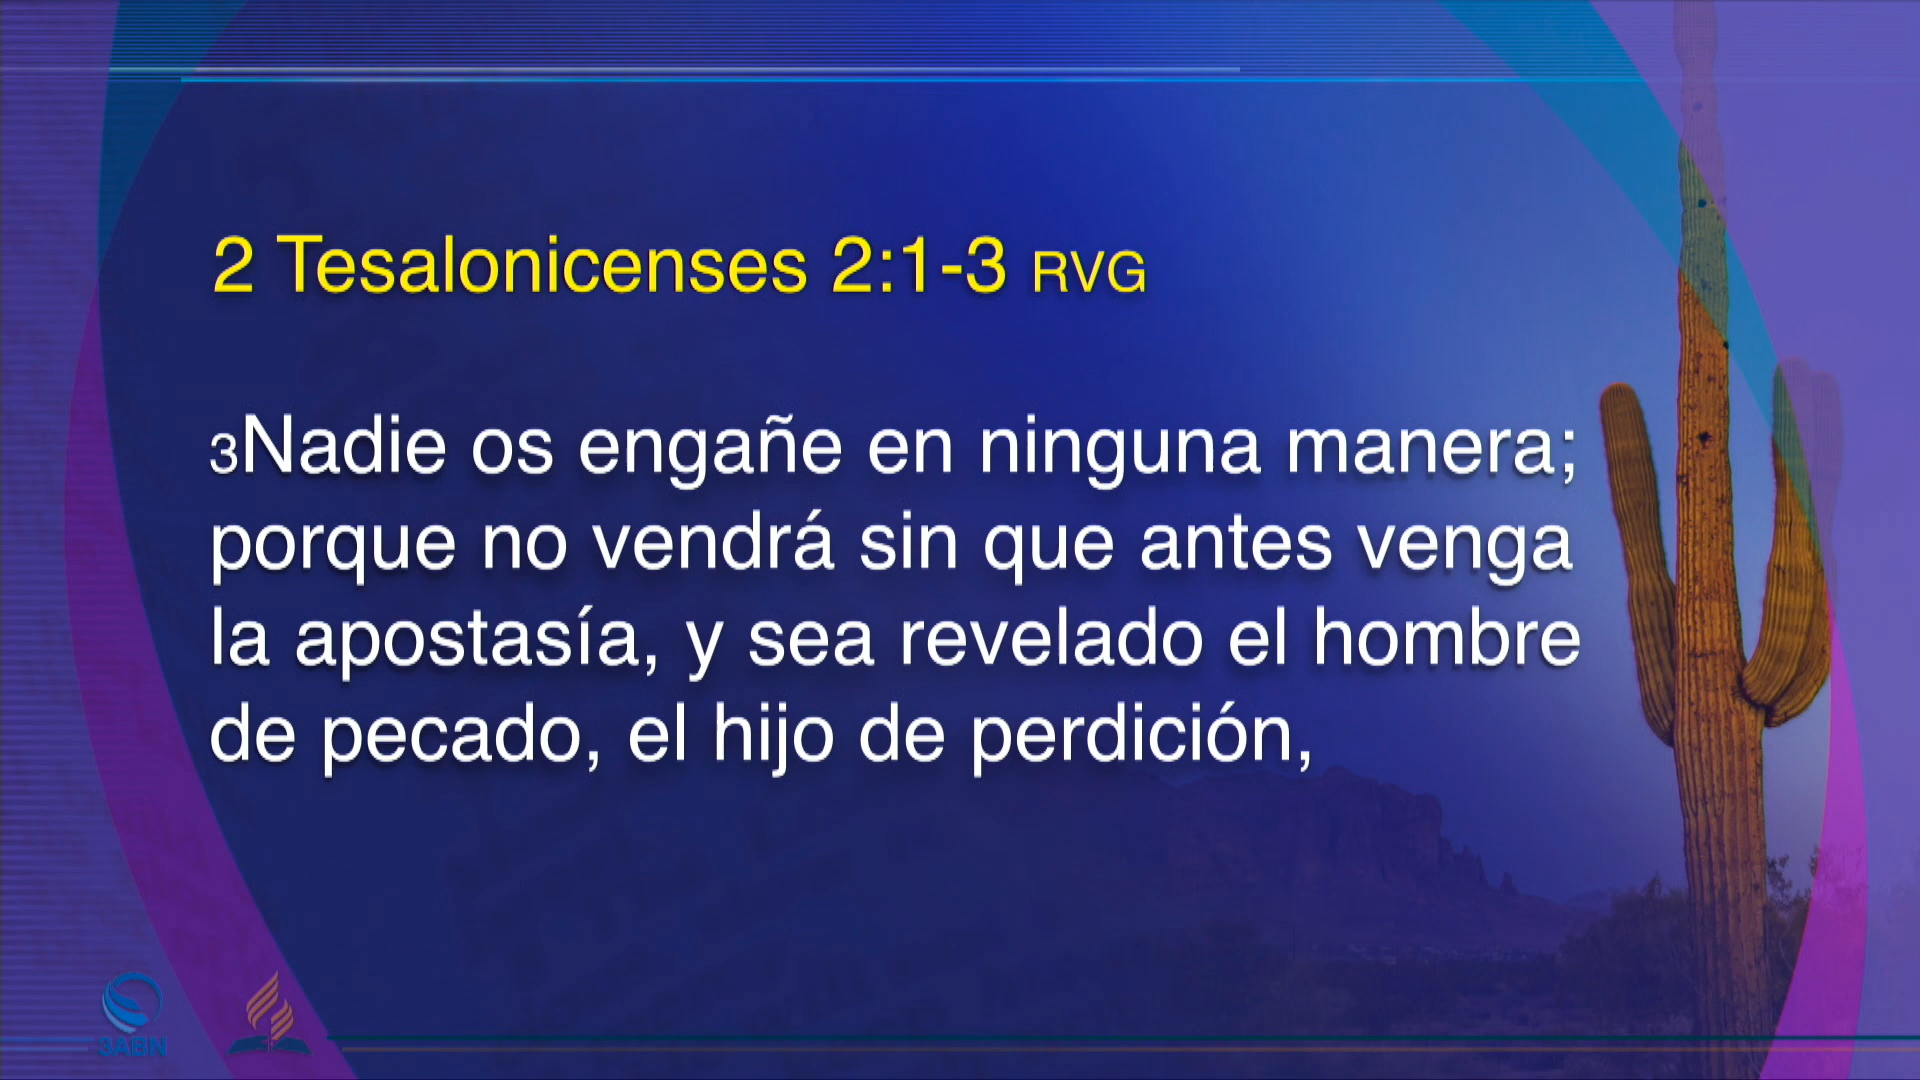 2 Tesalonicenses 2:1-3 RVG
3Nadie os engañe en ninguna manera;
porque no vendrá sin que antes venga
la apostasía, y sea revelado el hombre
de pecado, el hijo de perdición,
3ABN